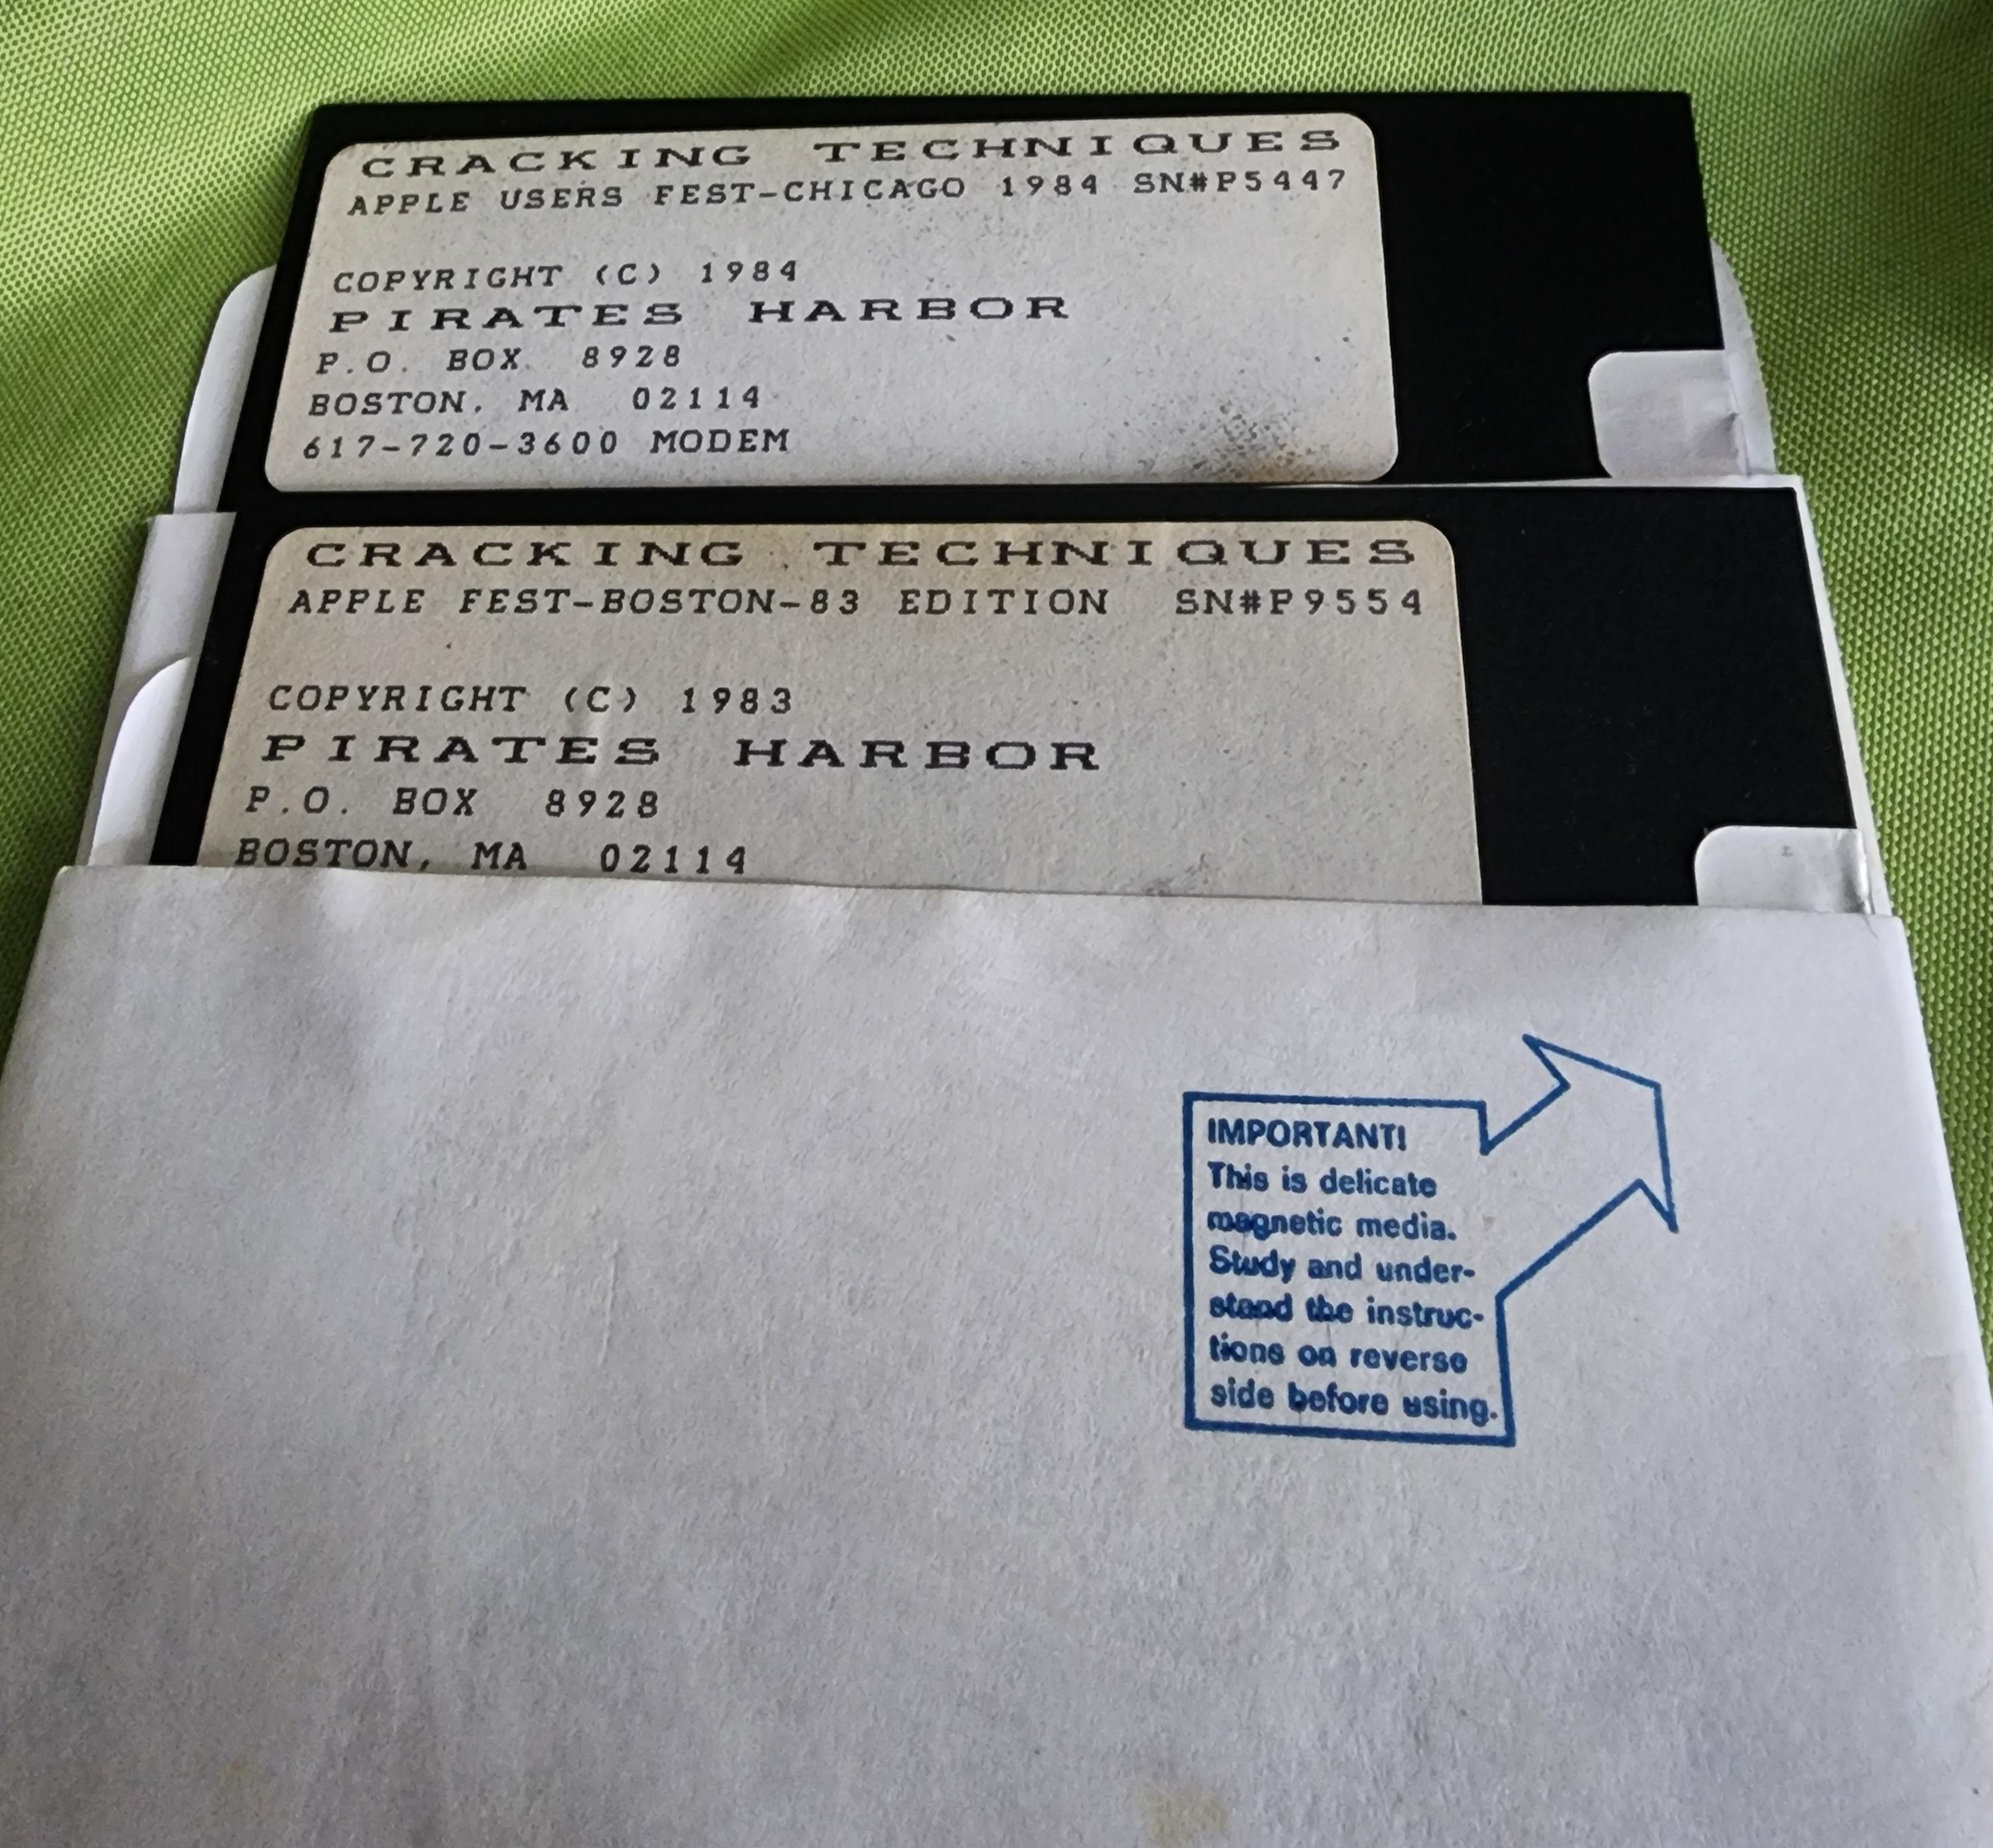 CRACKING TECHNIQUES
APPLE USERS FEST-CHICAGO 1984 SN#P5447
COPYRIGHT (C) 1984
PIRATES HARBOR
P.O. BOX 8928
BOSTON, MA 02114
617-720-3600 MODEM
CRACKING TECHNIQUES
APPLE FEST-BOSTON-83 EDITION SN#P9554
COPYRIGHT (C) 1983
PIRATES HARBOR
P.O. BOX 8928
BOSTON, MA 02114
IMPORTANT!
This is delicate
magnetic media.
Study and under-
stand the instruc-
tions on reverse
side before using.